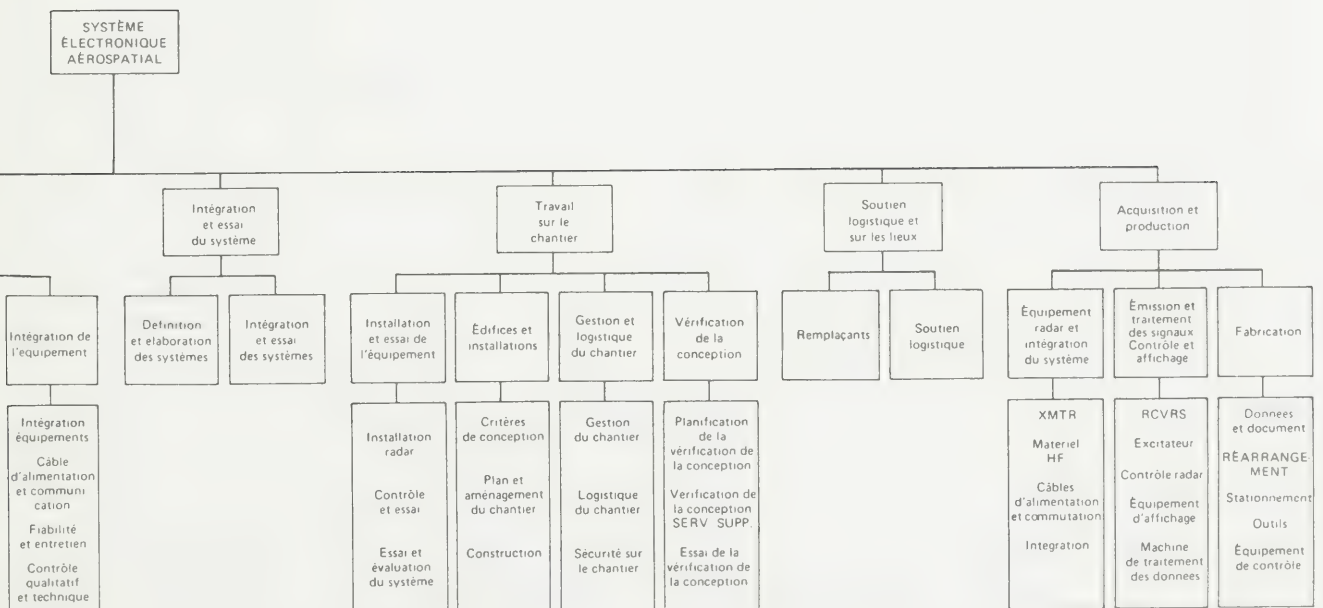 SYSTÈME
ÉLECTRONIQUE
AÉROSPATIAL
Intégration
et essai
du système
Travail
sur le
chantier
Soutien
logistique et
sur les lieux
Acquisition et
production
Intégration de
l'equipement
Definition
et elaboration
des systèmes
Intégration
et essai
des systèmes
Installation
et essai de
l'équipement
Édifices et
installations
Gestion et
logistique
du chantier
Vérification
de la
conception
Remplaçants
Soutien
logistique
Équipement
radar et
intégration
du système
Émission et
traitement
des signaux
Contrôle et
affichage
Fabrication
Intégration
équipements
Câble
d'alimentation
et communi
cation
Fiabilité
et entretien
Contrôle
qualitatif
et technique
Installation
radar
Contrôle
et essai
Essai et
évaluation
du système
Critères
de conception
Plan et
aménagement
du chantier
Construction
Gestion
du chantier
Logistique
du chantier
Sécurité sur
le chantier
Planification
de la
vérification de
la conception
Verification de
la conception
SERV SUPP.
Essai de la
vérification de
la conception
XMTR
Materiel
HF
Câbles
d'alimentation
et commutation
Integration
RCVRS
Excitateur
Contrôle radar
Équipement
d'affichage
Machine
de traitement
des donnees
Donnees
et document
RÉARRANGE-
MENT
Stationnement
Outils
Équipement
de contrôle